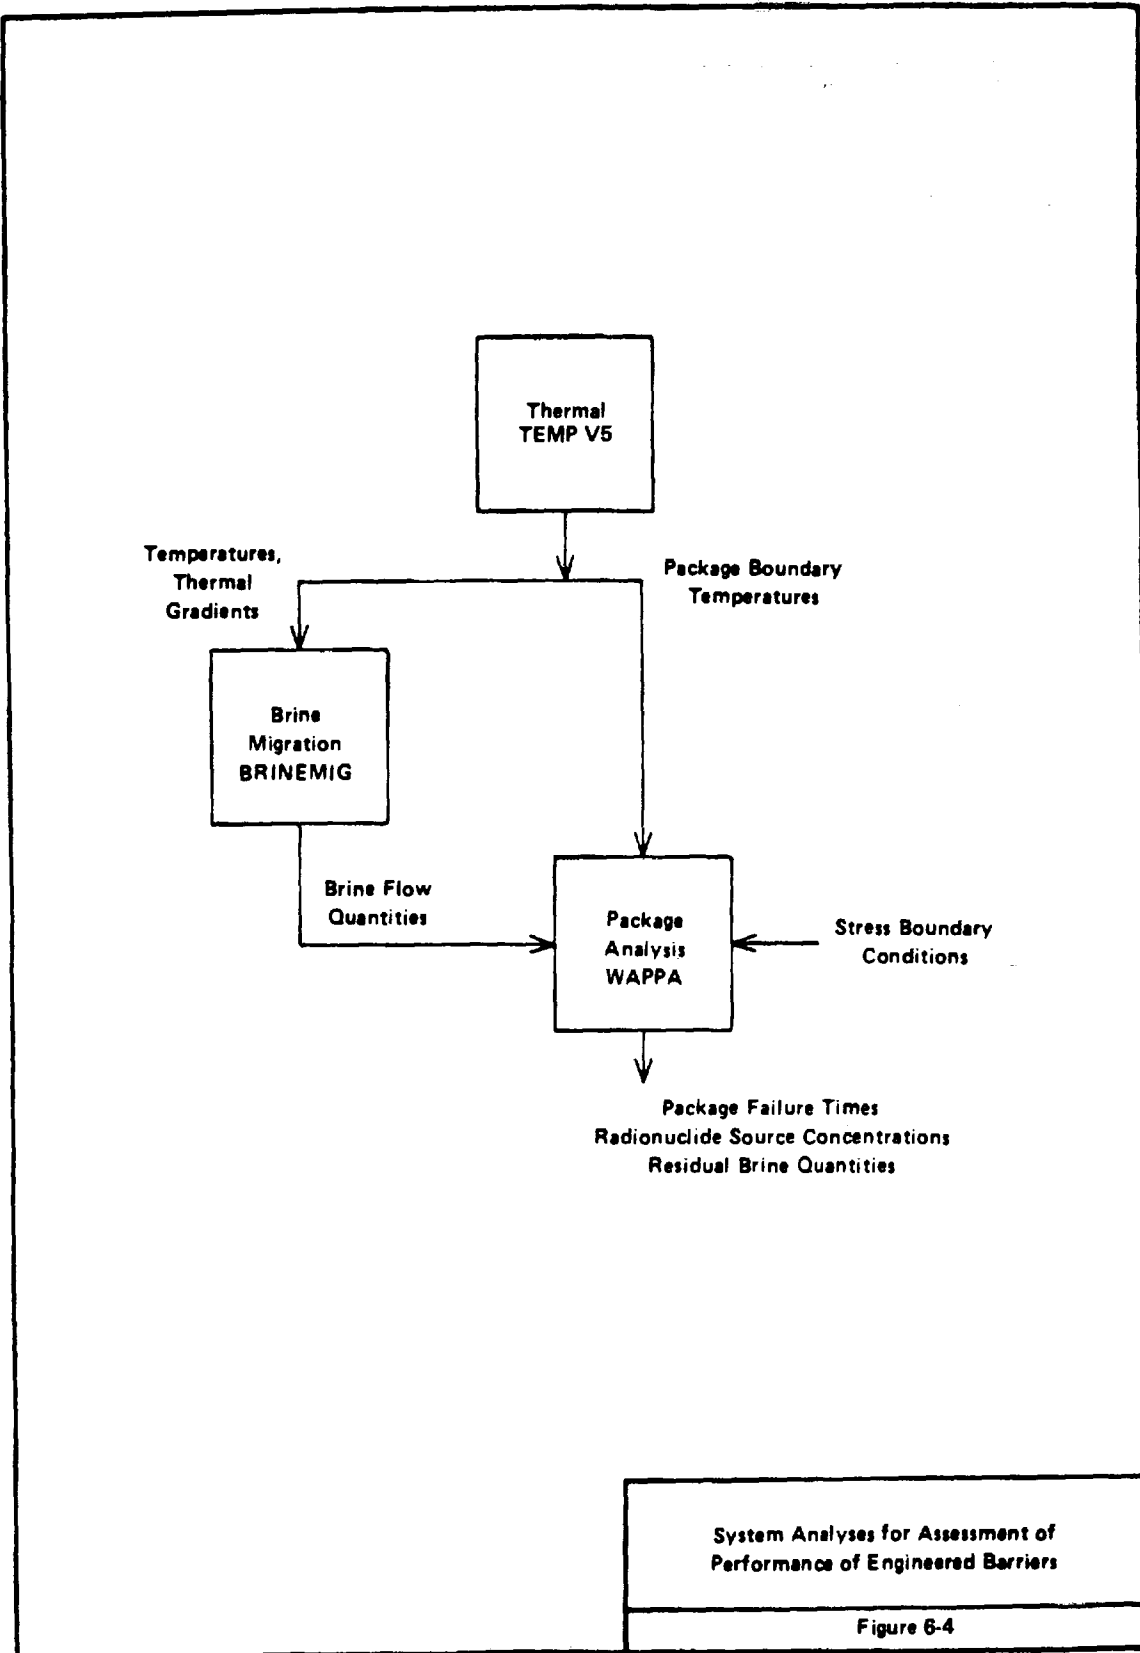 Thermal
TEMP V5
Temperatures,
Thermal
Gradients
Package Boundary
Temperatures
Brine
Migration
BRINEMIG
Brine Flow
Quantities
Package
Analysis
WAPPA
Stress Boundary
Conditions
Package Failure Times
Radionuclide Source Concentrations
Residual Brine Quantities
System Analyses for Assessment of
Performance of Engineered Barriers
Figure 6-4